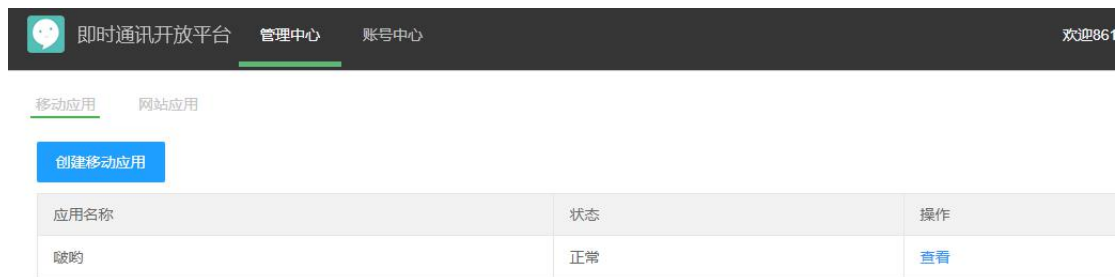 即时通讯开放平台 管理中心 账号中心 欢迎861
移动应用 网站应用
创建移动应用
应用名称 状态 操作
啵哟 正常 查看